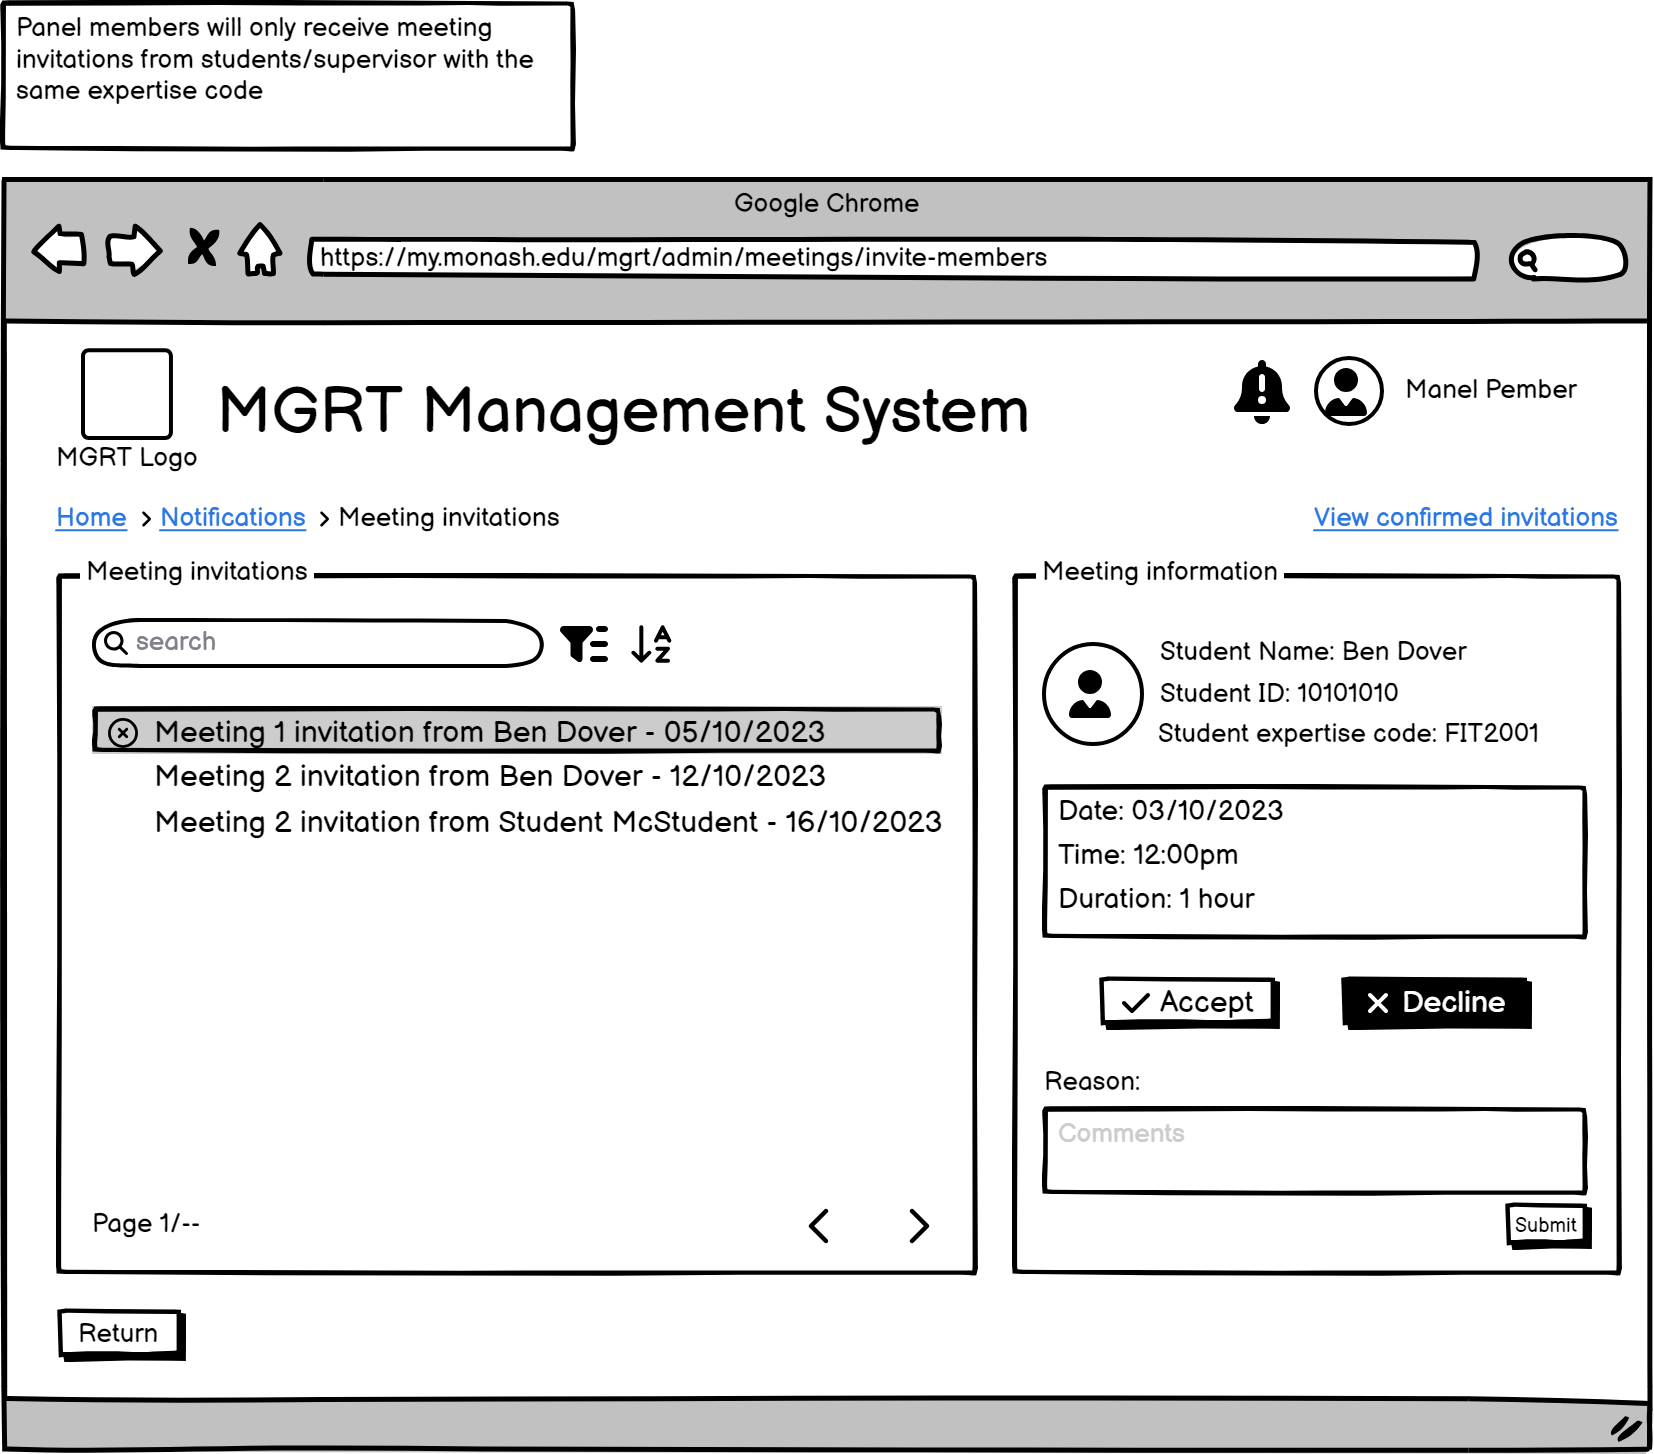 Panel members will only receive meeting
invitations from students/supervisor with the
same expertise code
Google Chrome
https://my.monash.edu/mgrt/admin/meetings/invite-members
MGRT Logo
MGRT Management System
Manel Pember
Home > Notifications > Meeting invitations
View confirmed invitations
Meeting invitations
search
Meeting 1 invitation from Ben Dover - 05/10/2023
Meeting 2 invitation from Ben Dover - 12/10/2023
Meeting 2 invitation from Student McStudent - 16/10/2023
Page 1/--
Meeting information
Student Name: Ben Dover
Student ID: 10101010
Student expertise code: FIT2001
Date: 03/10/2023
Time: 12:00pm
Duration: 1 hour
Accept
Decline
Reason:
Comments
Submit
Return